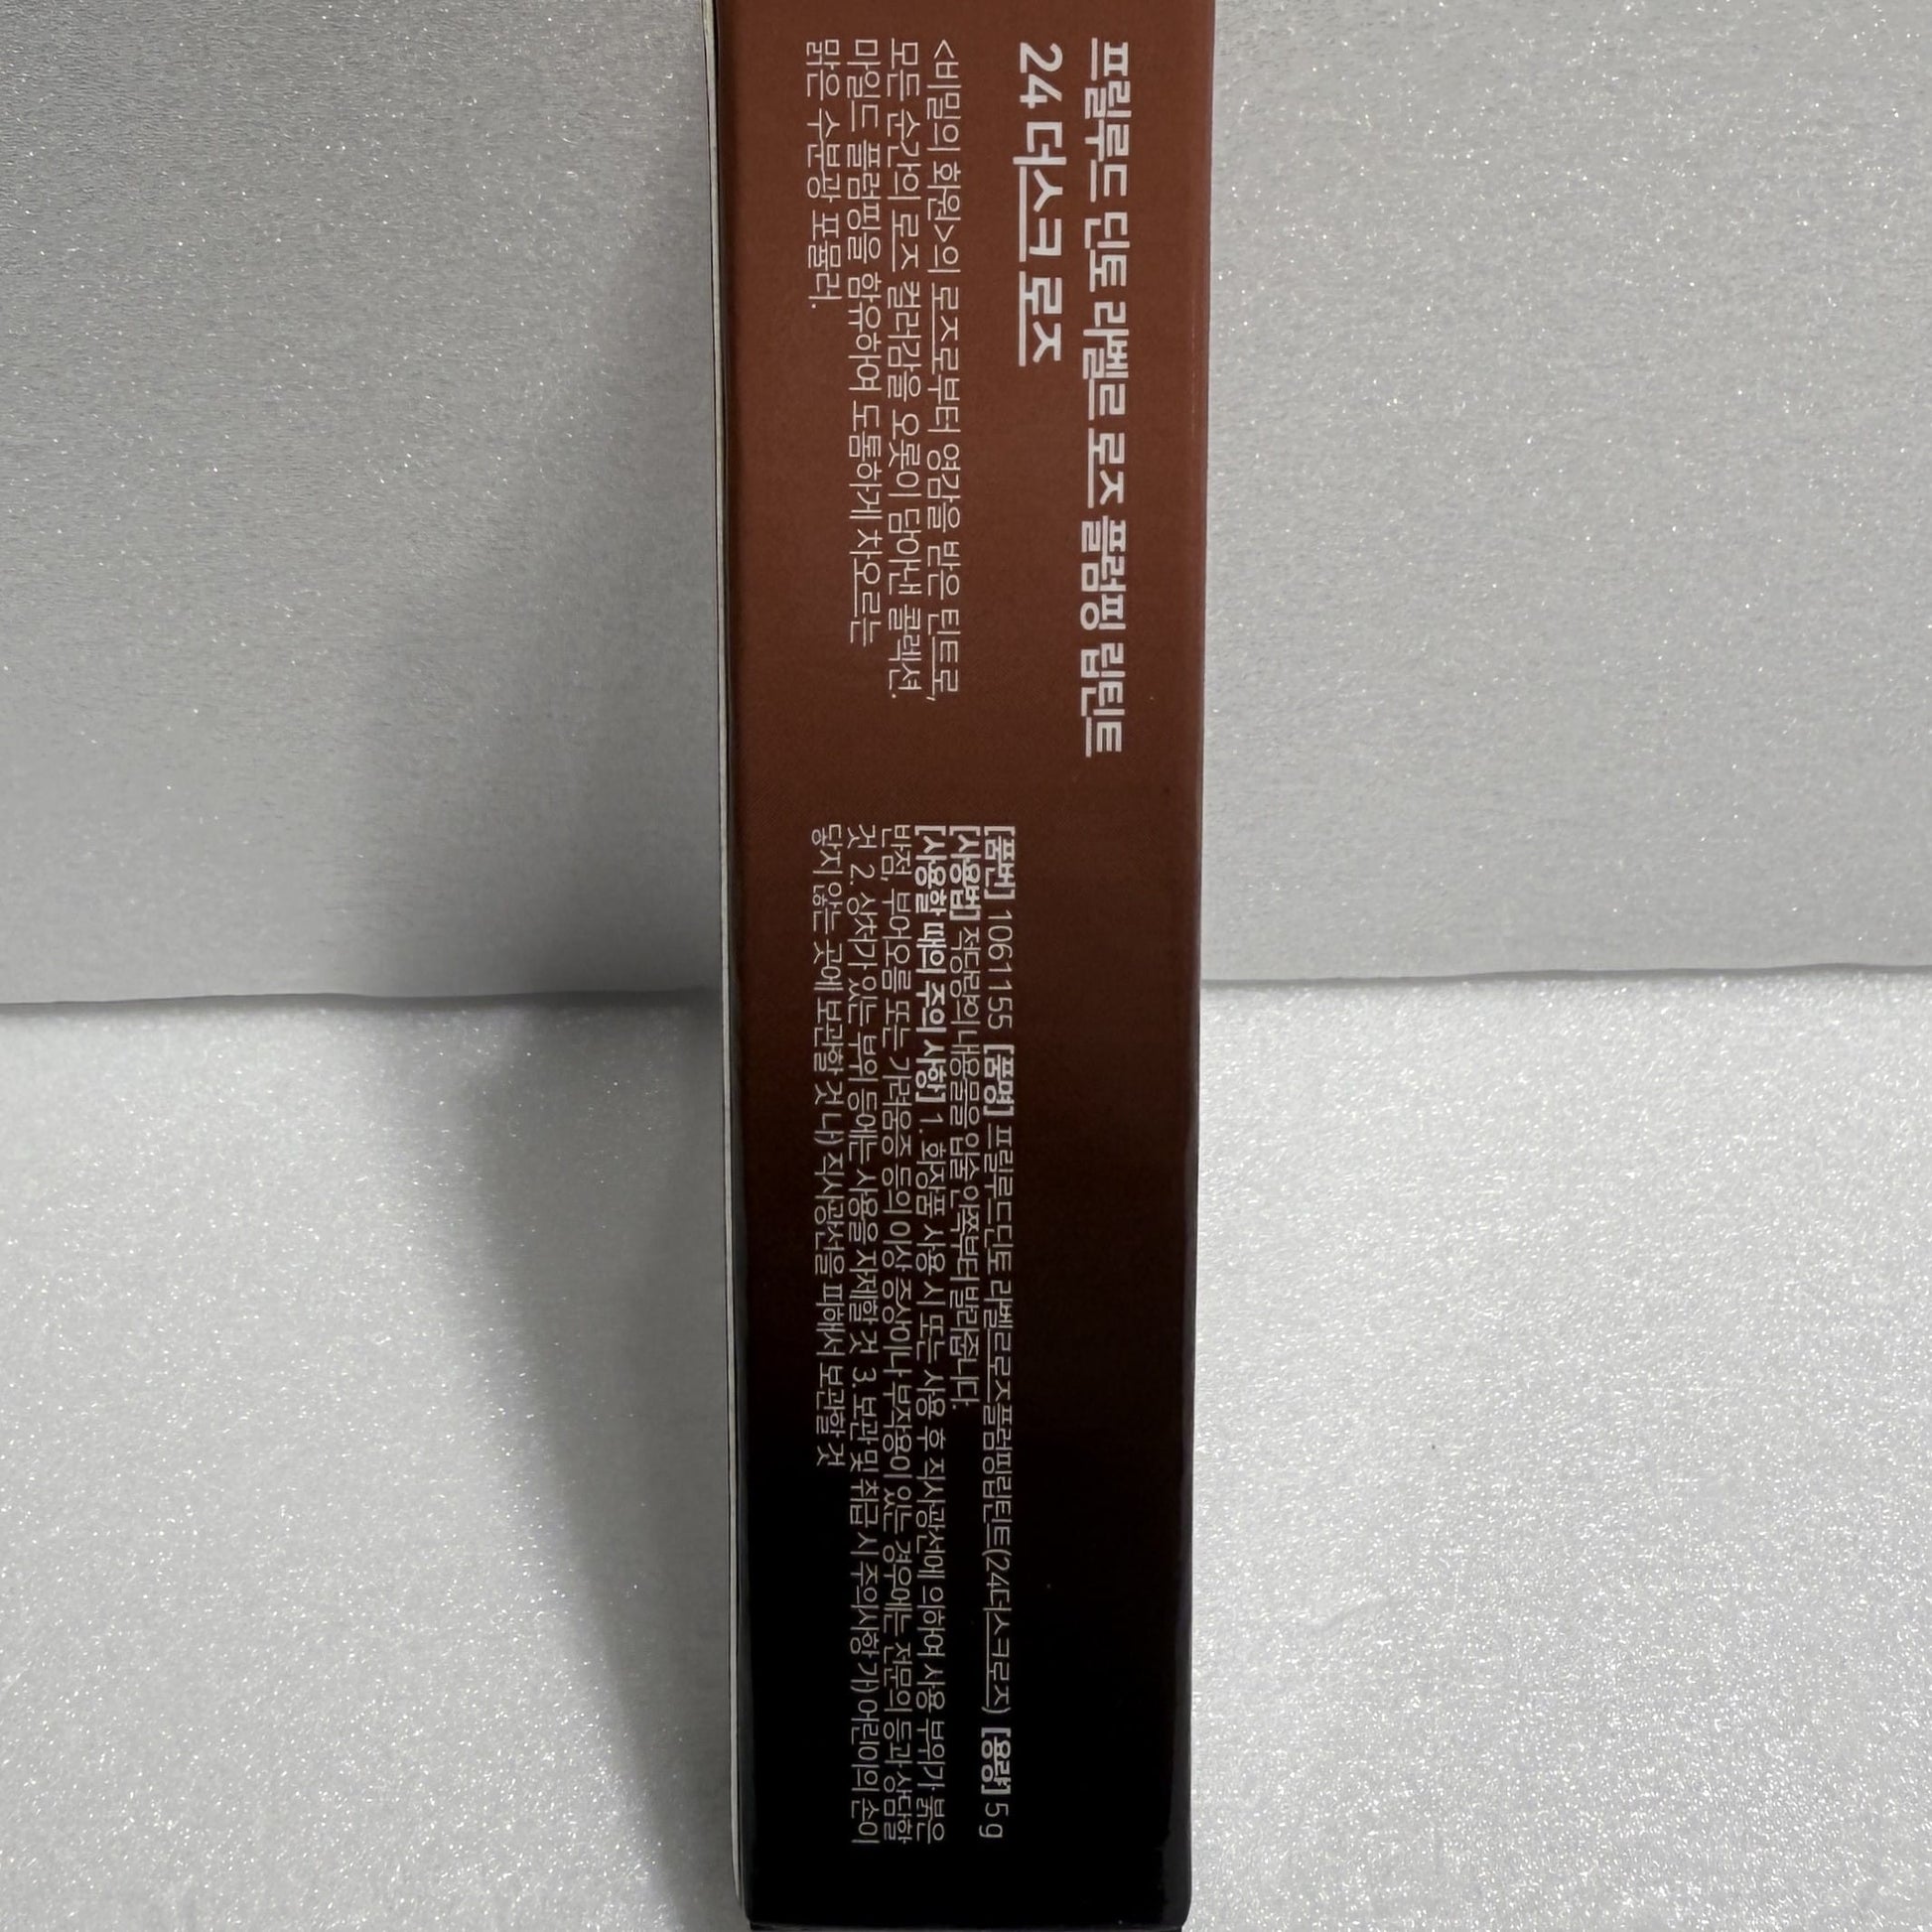 프릴루드 딘토 라벨르 로즈 플럼핑 립틴트
24 더스크 로즈
<비밀의 화원>의 로즈로부터 영감을 받은 틴트로,
모든 순간의 로즈 컬러감을 오롯이 담아낸 콜렉션.
마일드 플럼핑을 함유하여 도톰하게 차오르는
맑은 수분광 포뮬러.
[품번] 1061155 [품명] 프릴루드딘토 라벨르로즈플럼핑립틴트(24더스크로즈) [용량] 5 g
[사용법] 적당량의 내용물을 입술 안쪽부터 발라줍니다.
[사용할 때의 주의 사항] 1. 화장품 사용 시 또는 사용 후 직사광선에 의하여 사용 부위가 붉은
반점, 부어오름 또는 가려움증 등의 이상 증상이나 부작용이 있는 경우에는 전문의 등과 상담할
것 2. 상처가 있는 부위 등에는 사용을 자제할 것 3. 보관 및 취급 시 주의사항 가) 어린이의 손이
닿지 않는 곳에 보관할 것 나) 직사광선을 피해서 보관할 것